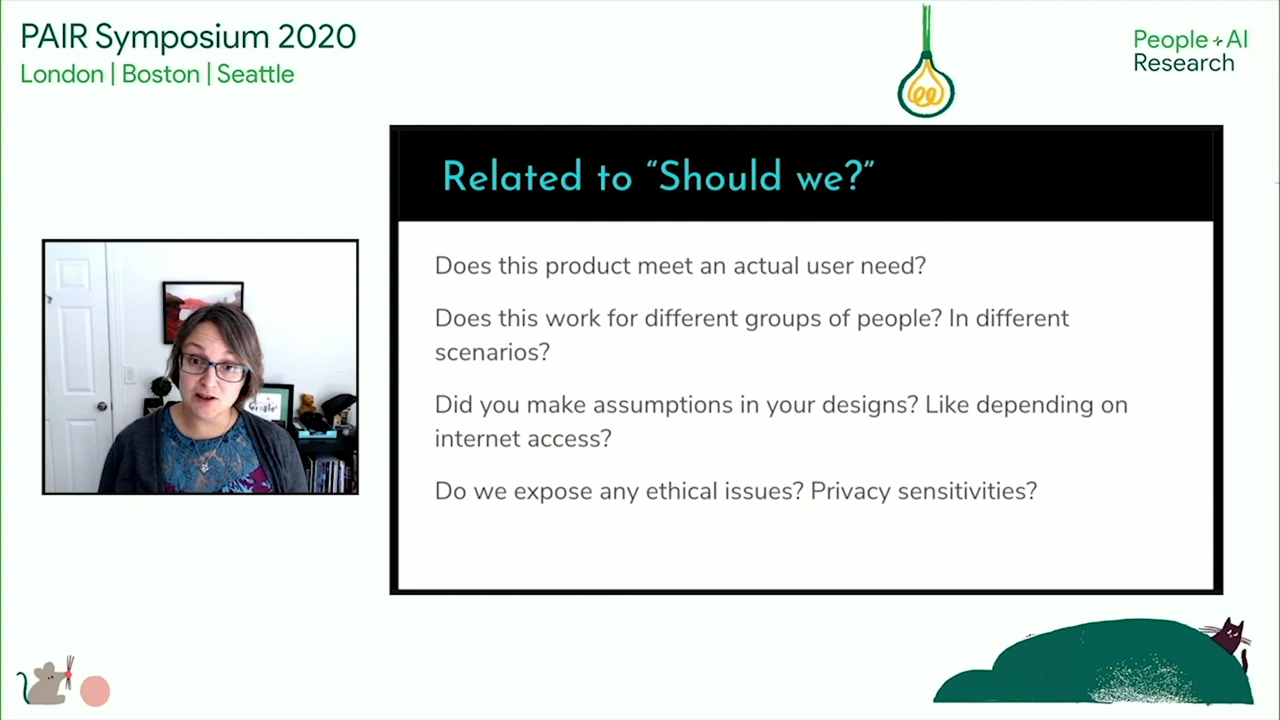 PAIR Symposium 2020
London | Boston | Seattle
People + AI
Research
Related to “Should we?”
Does this product meet an actual user need?
Does this work for different groups of people? In different
scenarios?
Did you make assumptions in your designs? Like depending on
internet access?
Do we expose any ethical issues? Privacy sensitivities?